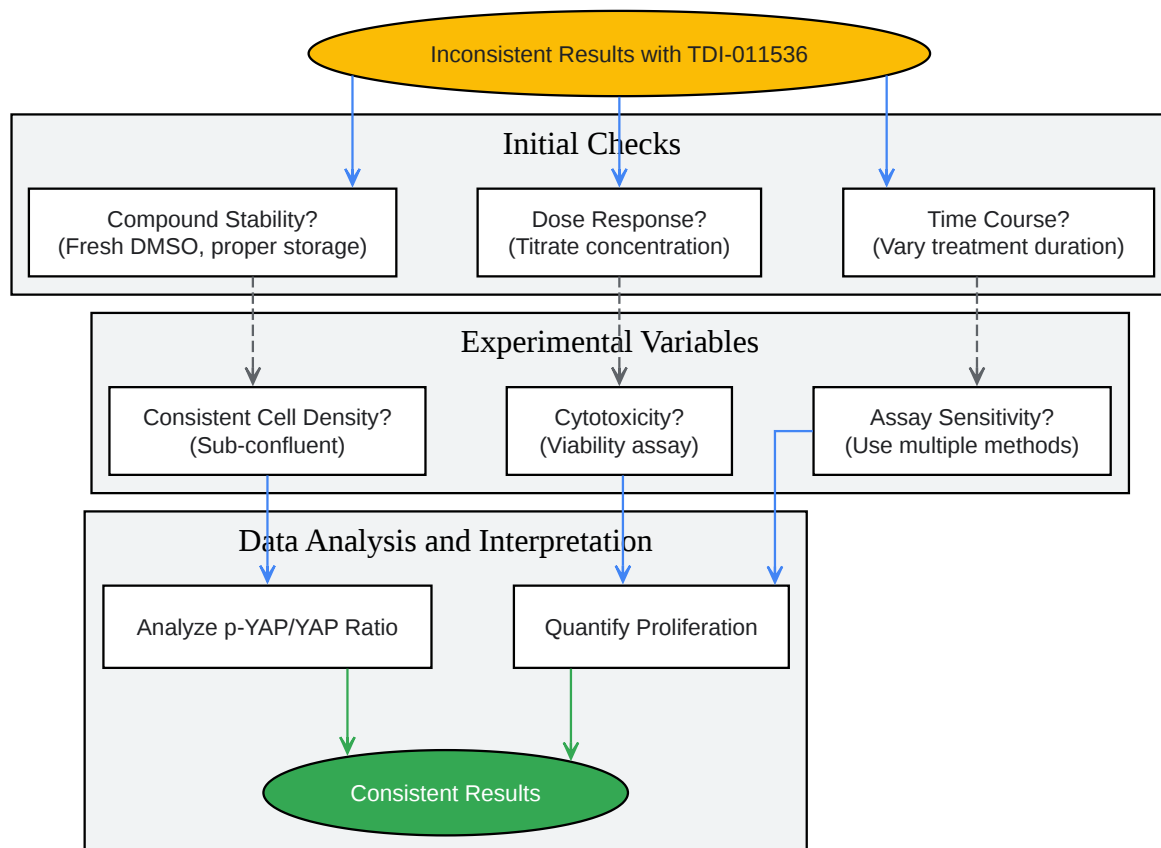 Inconsistent Results with TDI-011536
Initial Checks
Compound Stability?
(Fresh DMSO, proper storage)
Dose Response?
(Titrate concentration)
Time Course?
(Vary treatment duration)
Experimental Variables
Consistent Cell Density?
(Sub-confluent)
Cytotoxicity?
(Viability assay)
Assay Sensitivity?
(Use multiple methods)
Data Analysis and Interpretation
Analyze p-YAP/YAP Ratio
Quantify Proliferation
Consistent Results